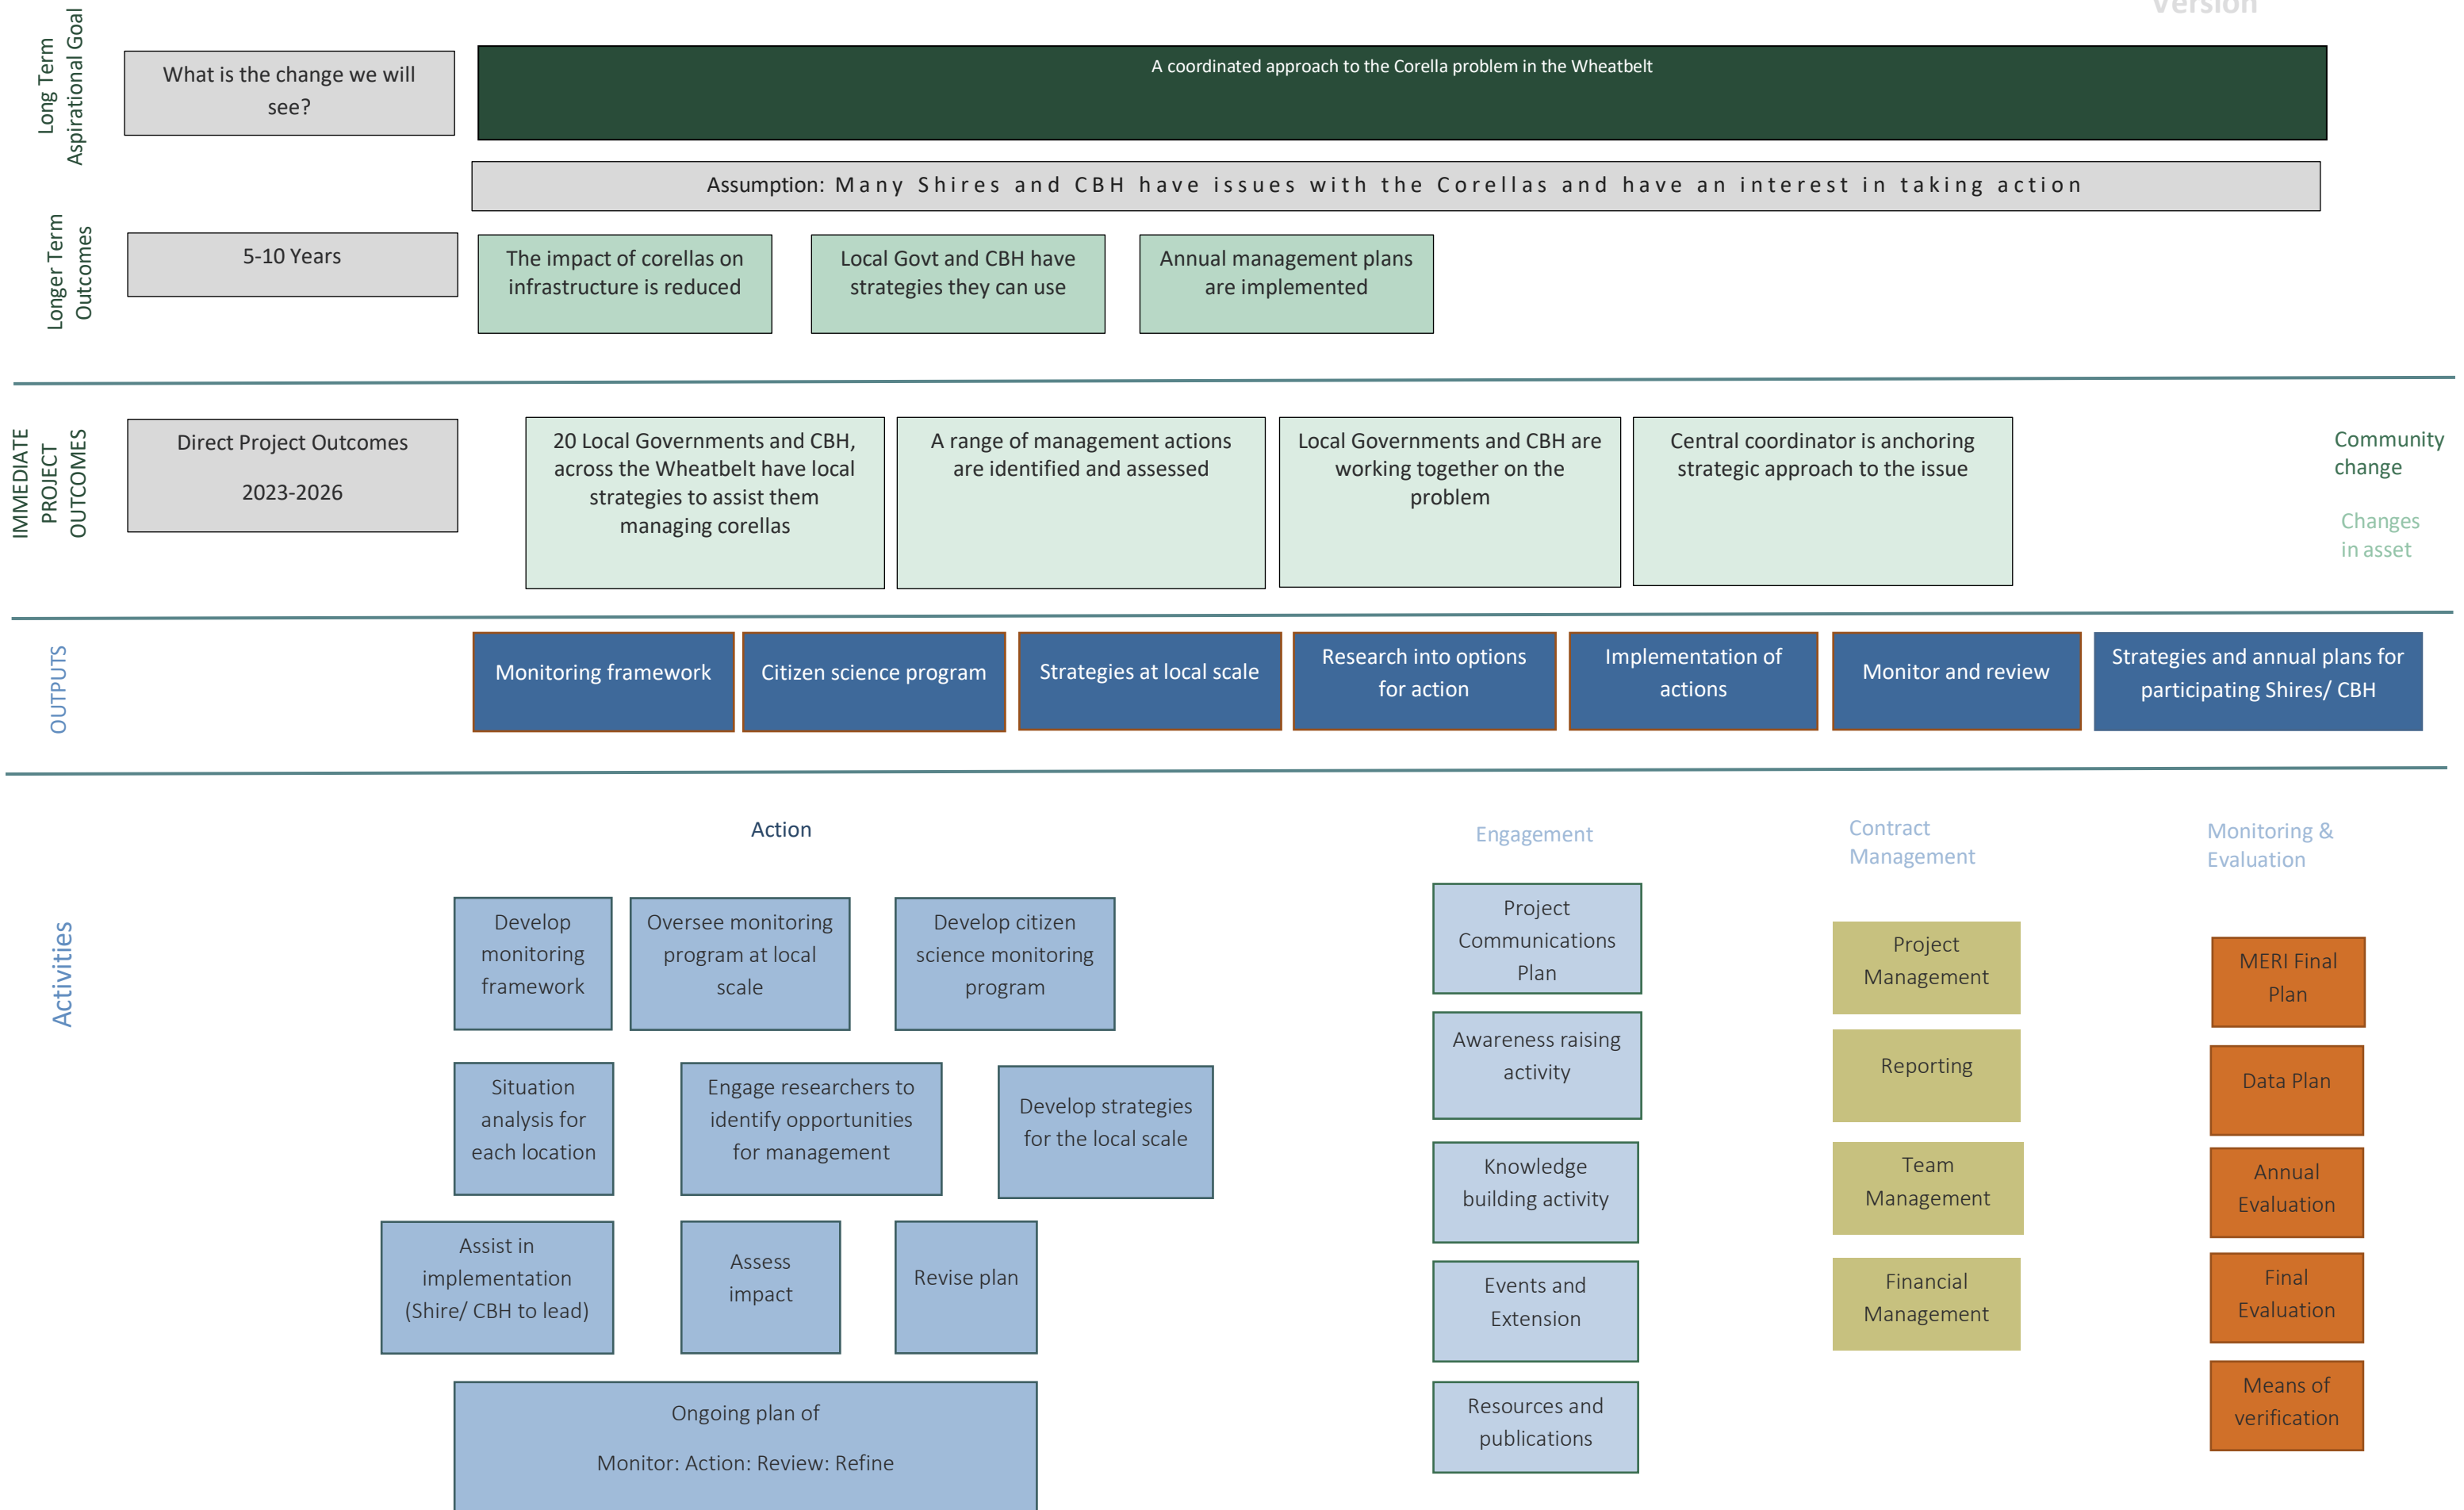 Version
Long Term
Aspirational Goal
What is the change we will
see?
A coordinated approach to the Corella problem in the Wheatbelt
Assumption: Many Shires and CBH have issues with the Corellas and have an interest in taking action
Longer Term
Outcomes
5-10 Years
The impact of corellas on
infrastructure is reduced
Local Govt and CBH have
strategies they can use
Annual management plans
are implemented
IMMEDIATE
PROJECT
OUTCOMES
Direct Project Outcomes
2023-2026
20 Local Governments and CBH,
across the Wheatbelt have local
strategies to assist them
managing corellas
A range of management actions
are identified and assessed
Local Governments and CBH are
working together on the
problem
Central coordinator is anchoring
strategic approach to the issue
Community
change
Changes
in asset
OUTPUTS
Monitoring framework
Citizen science program
Strategies at local scale
Research into options
for action
Implementation of
actions
Monitor and review
Strategies and annual plans for
participating Shires/ CBH
Activities
Action
Develop
monitoring
framework
Oversee monitoring
program at local
scale
Develop citizen
science monitoring
program
Situation
analysis for
each location
Engage researchers to
identify opportunities
for management
Develop strategies
for the local scale
Assist in
implementation
(Shire/ CBH to lead)
Assess
impact
Revise plan
Ongoing plan of
Monitor: Action: Review: Refine
Engagement
Project
Communications
Plan
Awareness raising
activity
Knowledge
building activity
Events and
Extension
Resources and
publications
Contract
Management
Project
Management
Reporting
Team
Management
Financial
Management
Monitoring &
Evaluation
MERI Final
Plan
Data Plan
Annual
Evaluation
Final
Evaluation
Means of
verification